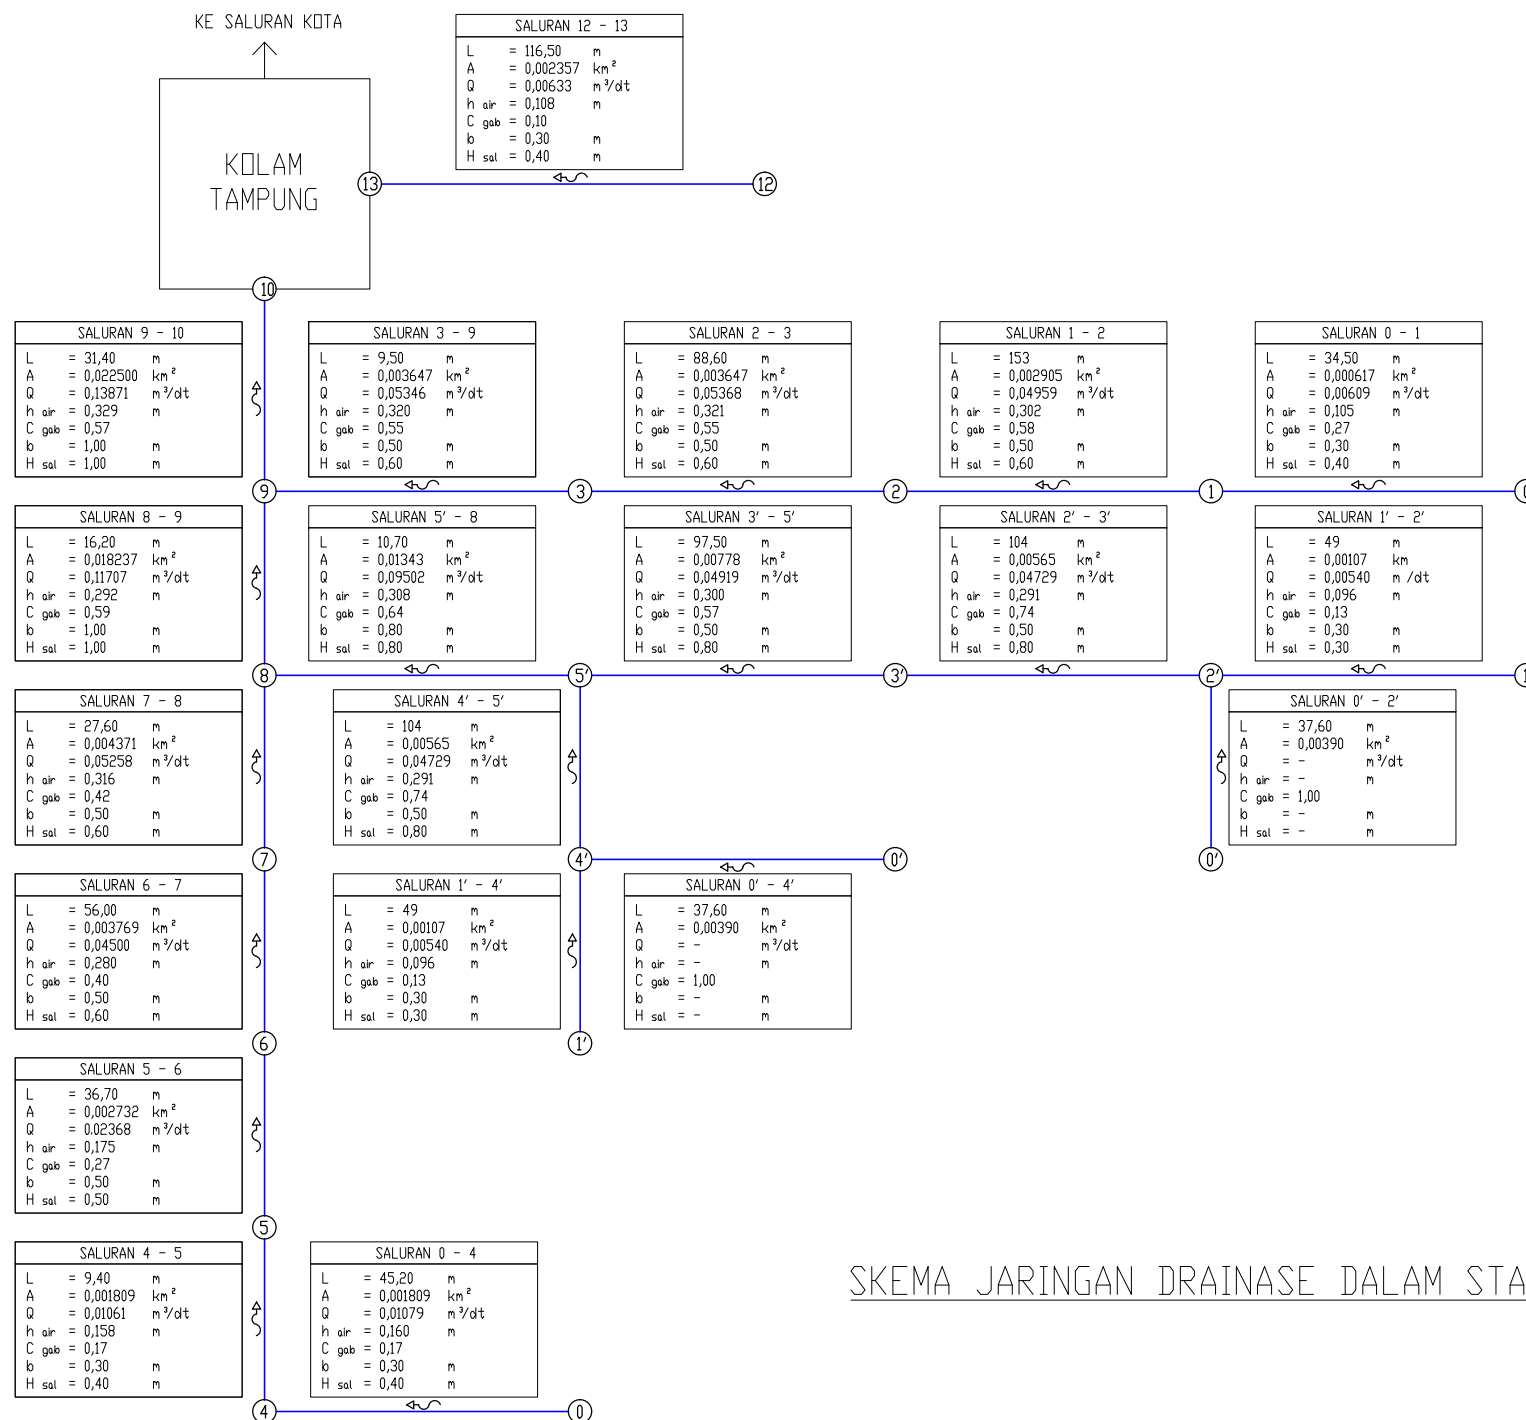 KE SALURAN KOTA
SALURAN 12 - 13
L = 116,50 m
A = 0,002357 km²
Q = 0,00633 m³/dt
h air = 0,108 m
C gab = 0,10
b = 0,30 m
H sal = 0,40 m
KOLAM
TAMPUNG
13
12
10
SALURAN 9 - 10
L = 31,40 m
A = 0,022500 km²
Q = 0,13871 m³/dt
h air = 0,329 m
C gab = 0,57
b = 1,00 m
H sal = 1,00 m
SALURAN 3 - 9
L = 9,50 m
A = 0,003647 km²
Q = 0,05346 m³/dt
h air = 0,320 m
C gab = 0,55
b = 0,50 m
H sal = 0,60 m
SALURAN 2 - 3
L = 88,60 m
A = 0,003647 km²
Q = 0,05368 m³/dt
h air = 0,321 m
C gab = 0,55
b = 0,50 m
H sal = 0,60 m
SALURAN 1 - 2
L = 153 m
A = 0,002905 km²
Q = 0,04959 m³/dt
h air = 0,302 m
C gab = 0,58
b = 0,50 m
H sal = 0,60 m
SALURAN 0 - 1
L = 34,50 m
A = 0,000617 km²
Q = 0,00609 m³/dt
h air = 0,105 m
C gab = 0,27
b = 0,30 m
H sal = 0,40 m
9
3
2
1
SALURAN 8 - 9
L = 16,20 m
A = 0,018237 km²
Q = 0,11707 m³/dt
h air = 0,292 m
C gab = 0,59
b = 1,00 m
H sal = 1,00 m
SALURAN 5' - 8
L = 10,70 m
A = 0,01343 km²
Q = 0,09502 m³/dt
h air = 0,308 m
C gab = 0,64
b = 0,80 m
H sal = 0,80 m
SALURAN 3' - 5'
L = 97,50 m
A = 0,00778 km²
Q = 0,04919 m³/dt
h air = 0,300 m
C gab = 0,57
b = 0,50 m
H sal = 0,80 m
SALURAN 2' - 3'
L = 104 m
A = 0,00565 km²
Q = 0,04729 m³/dt
h air = 0,291 m
C gab = 0,74
b = 0,50 m
H sal = 0,80 m
SALURAN 1' - 2'
L = 49 m
A = 0,00107 km
Q = 0,00540 m /dt
h air = 0,096 m
C gab = 0,13
b = 0,30 m
H sal = 0,30 m
8
5'
3'
2'
SALURAN 7 - 8
L = 27,60 m
A = 0,004371 km²
Q = 0,05258 m³/dt
h air = 0,316 m
C gab = 0,42
b = 0,50 m
H sal = 0,60 m
SALURAN 4' - 5'
L = 104 m
A = 0,00565 km²
Q = 0,04729 m³/dt
h air = 0,291 m
C gab = 0,74
b = 0,50 m
H sal = 0,80 m
SALURAN 0' - 2'
L = 37,60 m
A = 0,00390 km²
Q = - m³/dt
h air = - m
C gab = 1,00
b = - m
H sal = - m
7
4'
0'
0'
SALURAN 6 - 7
L = 56,00 m
A = 0,003769 km²
Q = 0,04500 m³/dt
h air = 0,280 m
C gab = 0,40
b = 0,50 m
H sal = 0,60 m
SALURAN 1' - 4'
L = 49 m
A = 0,00107 km²
Q = 0,00540 m³/dt
h air = 0,096 m
C gab = 0,13
b = 0,30 m
H sal = 0,30 m
SALURAN 0' - 4'
L = 37,60 m
A = 0,00390 km²
Q = - m³/dt
h air = - m
C gab = 1,00
b = - m
H sal = - m
6
1'
SALURAN 5 - 6
L = 36,70 m
A = 0,002732 km²
Q = 0.02368 m³/dt
h air = 0,175 m
C gab = 0,27
b = 0,50 m
H sal = 0,50 m
5
SALURAN 4 - 5
L = 9,40 m
A = 0,001809 km²
Q = 0,01061 m³/dt
h air = 0,158 m
C gab = 0,17
b = 0,30 m
H sal = 0,40 m
SALURAN 0 - 4
L = 45,20 m
A = 0,001809 km²
Q = 0,01079 m³/dt
h air = 0,160 m
C gab = 0,17
b = 0,30 m
H sal = 0,40 m
4
0
SKEMA JARINGAN DRAINASE DALAM STA